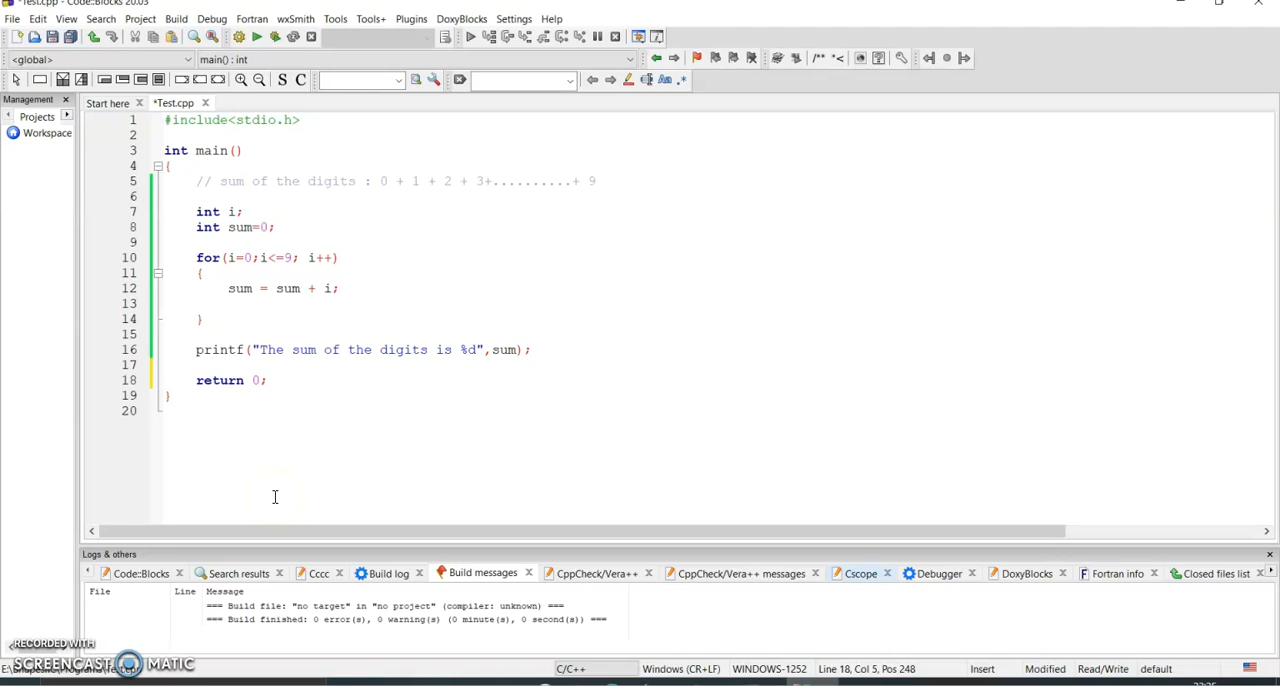 *Test.cpp - Code::Blocks 20.03
File Edit View Search Project Build Debug Fortran wxSmith Tools Tools+ Plugins DoxyBlocks Settings Help
<global> main() : int
S C
Management
Projects
Workspace
Start here *Test.cpp
1 #include<stdio.h>
2
3 int main()
4 {
5 // sum of the digits : 0 + 1 + 2 + 3+..........+ 9
6
7 int i;
8 int sum=0;
9
10 for(i=0;i<=9; i++)
11 {
12 sum = sum + i;
13
14 }
15
16 printf("The sum of the digits is %d",sum);
17
18 return 0;
19 }
20
Logs & others
Code::Blocks Search results Cccc Build log Build messages CppCheck/Vera++ CppCheck/Vera++ messages Cscope Debugger DoxyBlocks Fortran info Closed files list
File Line Message
=== Build file: "no target" in "no project" (compiler: unknown) ===
=== Build finished: 0 error(s), 0 warning(s) (0 minute(s), 0 second(s)) ===
RECORDED WITH
SCREENCAST MATIC
C/C++ Windows (CR+LF) WINDOWS-1252 Line 18, Col 5, Pos 248 Insert Modified Read/Write default